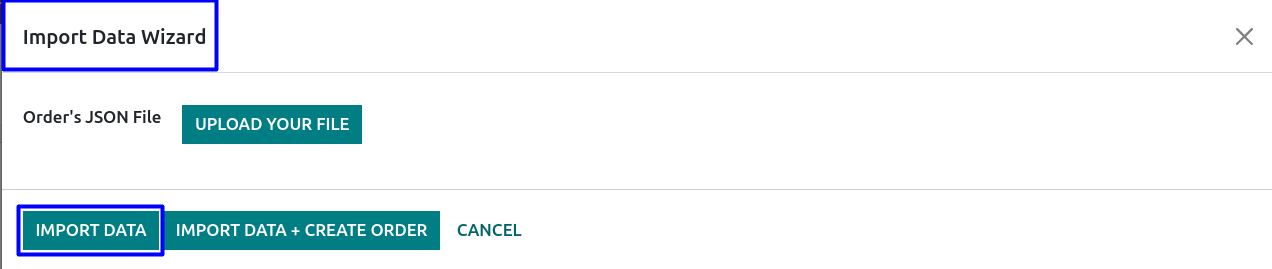 Import Data Wizard
Order's JSON File
UPLOAD YOUR FILE
IMPORT DATA IMPORT DATA + CREATE ORDER CANCEL